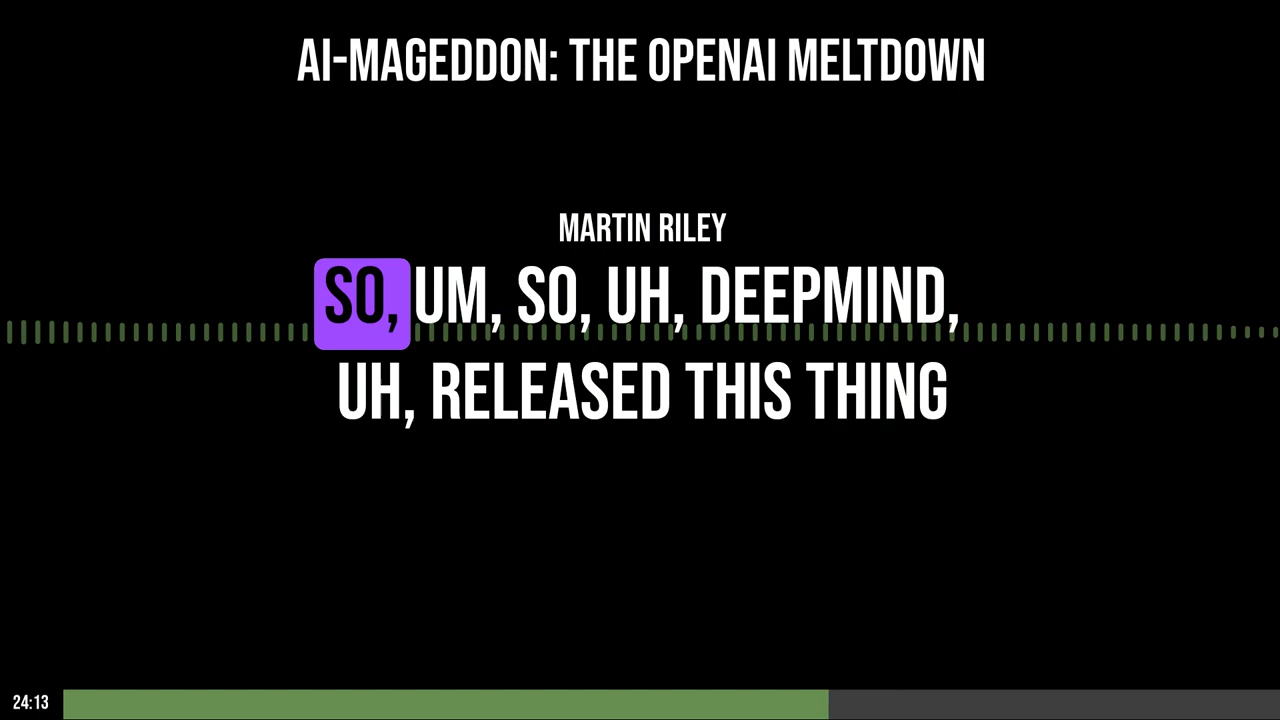 AI-MAGEDDON: THE OPENAI MELTDOWN
MARTIN RILEY
SO, UM, SO, UH, DEEPMIND,
UH, RELEASED THIS THING
24:13